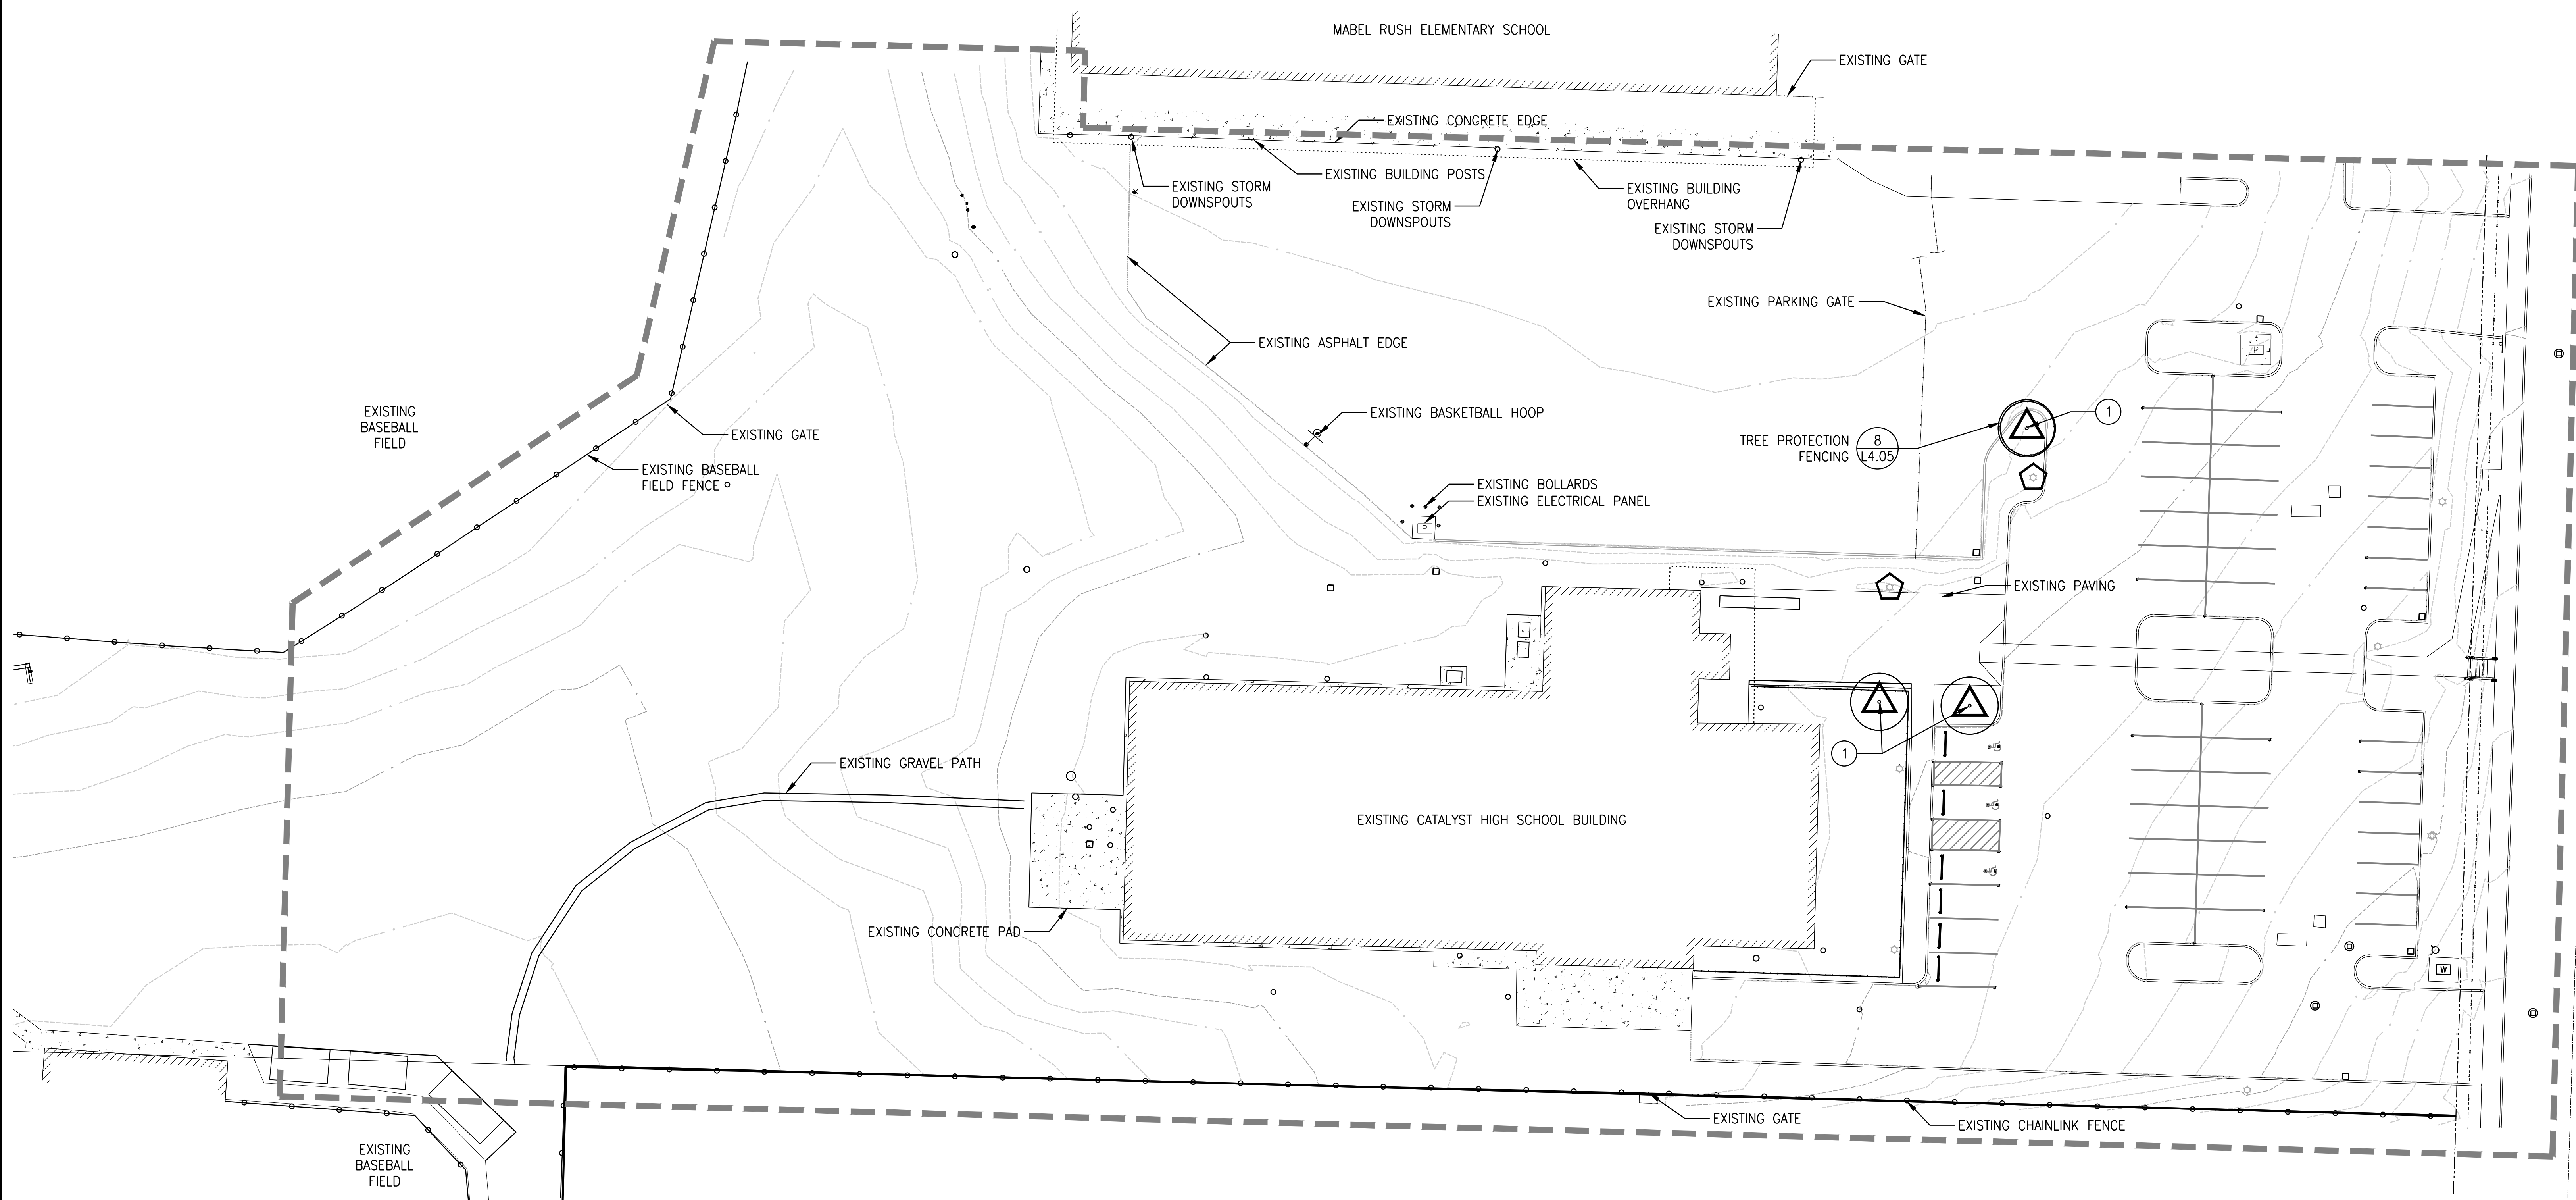 MABEL RUSH ELEMENTARY SCHOOL
EXISTING GATE
EXISTING CONCRETE EDGE
EXISTING BUILDING POSTS
EXISTING STORM
DOWNSPOUTS
EXISTING STORM
DOWNSPOUTS
EXISTING BUILDING
OVERHANG
EXISTING STORM
DOWNSPOUTS
EXISTING PARKING GATE
EXISTING ASPHALT EDGE
P
EXISTING
BASEBALL
FIELD
EXISTING GATE
EXISTING BASKETBALL HOOP
1
TREE PROTECTION
FENCING
8
L4.05
EXISTING BASEBALL
FIELD FENCE
EXISTING BOLLARDS
EXISTING ELECTRICAL PANEL
P
EXISTING PAVING
1
EXISTING GRAVEL PATH
EXISTING CATALYST HIGH SCHOOL BUILDING
EXISTING CONCRETE PAD
W
EXISTING GATE
EXISTING CHAINLINK FENCE
EXISTING
BASEBALL
FIELD